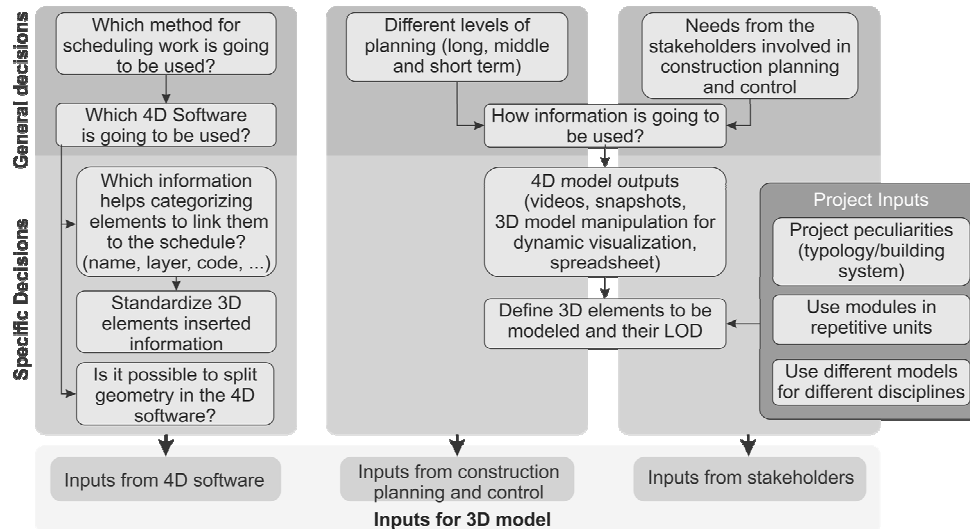 General decisions
Which method for
scheduling work is going
to be used?
Which 4D Software
is going to be used?
Different levels of
planning (long, middle
and short term)
Needs from the
stakeholders involved in
construction planning
and control
How information is going to
be used?
Specific Decisions
Which information
helps categorizing
elements to link them
to the schedule?
(name, layer, code, ...)
Standardize 3D
elements inserted
information
Is it possible to split
geometry in the 4D
software?
4D model outputs
(videos, snapshots,
3D model manipulation for
dynamic visualization,
spreadsheet)
Define 3D elements to be
modeled and their LOD
Project Inputs
Project peculiarities
(typology/building
system)
Use modules in
repetitive units
Use different models
for different disciplines
Inputs from 4D software
Inputs from construction
planning and control
Inputs from stakeholders
Inputs for 3D model